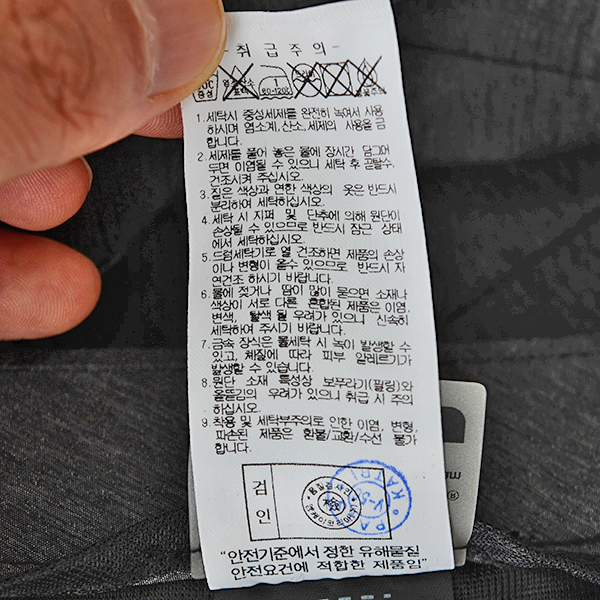 -취급주의-
80-120℃
1. 세탁시 중성세제를 완전히 녹여서 사용
하시며 염소계, 산소, 세제의 사용을 금
합니다.
2. 세제를 풀어 놓은 물에 장시간 담그어
두면 이염될 수 있으니 세탁 후 곧탈수,
건조시켜 주십시오.
3. 짙은 색상과 연한 색상의 옷은 반드시
분리하여 세탁하십시오.
4. 세탁 시 지퍼 및 단추에 의해 원단이
손상될 수 있으므로 반드시 잠근 상태
에서 세탁하십시오.
5. 드럼세탁기로 열 건조하면 제품의 손상
이나 변형이 올수 있으므로 반드시 자
연건조 하시기 바랍니다.
6. 물에 젖거나 땀이 많이 묻으면 소재나
색상이 서로 다른 혼합된 제품은 이염,
변색, 탈색 될 우려가 있으니 신속히
세탁하여 주시기 바랍니다.
7. 금속 장식은 물세탁 시 녹이 발생할 수
있고, 체질에 따라 피부 알레르기가
발생할 수 있습니다.
8. 원단 소재 특성상 보푸라기(필링)와
올뜯김의 우려가 있으니 취급 시 주의
하십시오.
9. 착용 및 세탁부주의로 인한 이염, 변형,
파손된 제품은 환불/교환/수선 불가
합니다.
검인
KATRI
V-5
"안전기준에서 정한 유해물질
안전요건에 적합한 제품임"